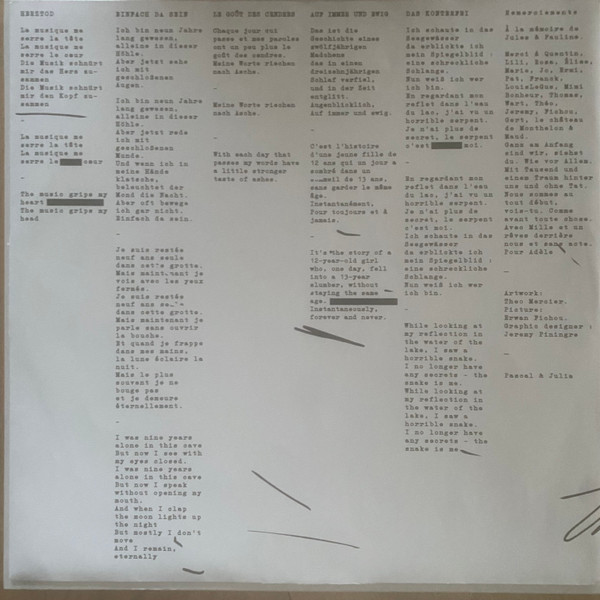 HERZTOD
La musique me
serre la tête
La musique me
serre le cœur
Die Musik schnürt
mir das Herz zu-
sammen
Die Musik schnürt
mir den Kopf zu-
sammen
La musique me
serre la tête
La musique me
serre le cœur
-
The music grips my
heart
The music grips my
head
EINFACH DA SEIN
Ich bin neun Jahre
lang gewesen,
alleine in dieser
Höhle.
Aber jetzt sehe
ich mit
geschlossenen
Augen.
Ich bin neun Jahre
lang gewesen,
alleine in dieser
Höhle.
Aber jetzt rede
ich mit
geschlossenen
Munde.
Und wenn ich in
meine Hände
klatsche,
beleuchtet der
Mond die Nacht.
Aber oft bewege
ich gar nicht.
Einfach da sein.
-
Je suis restée
neuf ans seule
dans cette grotte.
Mais maintenant je
vois avec les yeux
fermés.
Je suis restée
neuf ans
dans cette grotte.
Mais maintenant je
parle sans ouvrir
la bouche.
Et quand je frappe
dans mes mains,
la lune éclaire la
nuit.
Mais le plus
souvent je ne
bouge pas
et je demeure
éternellement.
-
I was nine years
alone in this cave
But now I see with
my eyes closed.
I was nine years
alone in this cave
But now I speak
without opening my
mouth.
And when I clap
the moon lights up
the night
But mostly I don't
move
And I remain,
eternally
LE GOÛT DES CENDRES
Chaque jour qui
passe et mes paroles
ont un peu plus le
goût des cendres.
Meine Worte riechen
nach Asche.
-
Meine Worte riechen
nach Asche.
-
With each day that
passes my words have
a little stronger
taste of ashes.
AUF IMMER UND EWIG
Das ist die
Geschichte eines
zwölfjährigen
Mädchens
das in einen
dreizehnjährigen
Schlaf verfiel,
und in der Zeit
entglitt.
Augenblicklich.
Auf immer und ewig.
-
C'est l'histoire
d'une jeune fille de
12 ans qui un jour a
sombré dans un
sommeil de 13 ans,
sans garder le même
âge.
Instantanément.
Pour toujours et à
jamais.
-
It's the story of a
12-year-old girl
who, one day, fell
into a 13-year
slumber, without
staying the same
age.
Instantaneously,
forever and never.
DAS KONTERFEI
Ich schaute in das
Seegewässer
da erblickte ich
mein Spiegelbild :
eine schreckliche
Schlange.
Nun weiß ich wer
ich bin.
En regardant mon
reflet dans l'eau
du lac, j'ai vu un
horrible serpent.
Je n'ai plus de
secret, le serpent
c'est moi.
-
En regardant mon
reflet dans l'eau
du lac, j'ai vu un
horrible serpent.
Je n'ai plus de
secret, le serpent
c'est moi.
Ich schaute in das
Seegewässer
da erblickte ich
mein Spiegelbild :
eine schreckliche
Schlange.
Nun weiß ich wer
ich bin.
-
While looking at
my reflection in
the water of the
lake, I saw a
horrible snake.
I no longer have
any secrets - the
snake is me.
While looking at
my reflection in
the water of the
lake, I saw a
horrible snake.
I no longer have
any secrets - the
snake is me.
Remerciements
À la mémoire de
Jules & Pauline
Merci à Quentin,
Lili, Rosa, Élise,
Marie, Jo, Rémi,
Pat, Franck,
LouiseLous, Mimi
Bonheur, Thomas,
Wart, Théo,
Jeremy, Fichou,
Gert, le château
de Monthelon &
Maud.
Ganz am anfang
sind wir, siehst
du. Wie vor Allem.
Mit Tausend und
einem Traum hinter
uns und ohne Tat.
Nous sommes au
tout début,
vois-tu. Comme
avant toute chose.
Avec Mille et un
rêves derrière
nous et sans acte.
Pour Adèle
-
Artwork:
Theo Mercier.
Picture:
Erwan Fichou.
Graphic designer :
Jeremy Piningre
-
Pascal & Julia